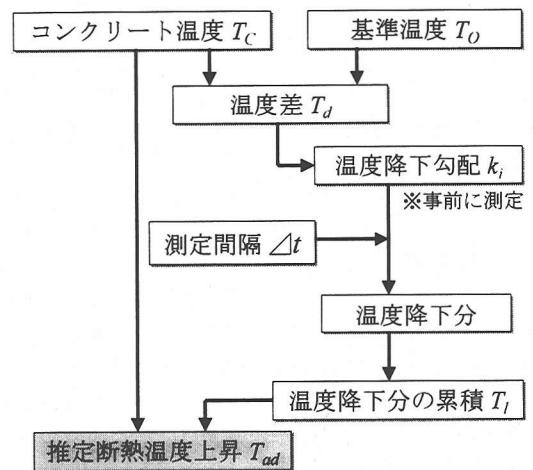 コンクリート温度 T_C
基準温度 T_O
温度差 T_d
温度降下勾配 k_i
※事前に測定
測定間隔 ⊿t
温度降下分
温度降下分の累積 T_l
推定断熱温度上昇 T_ad